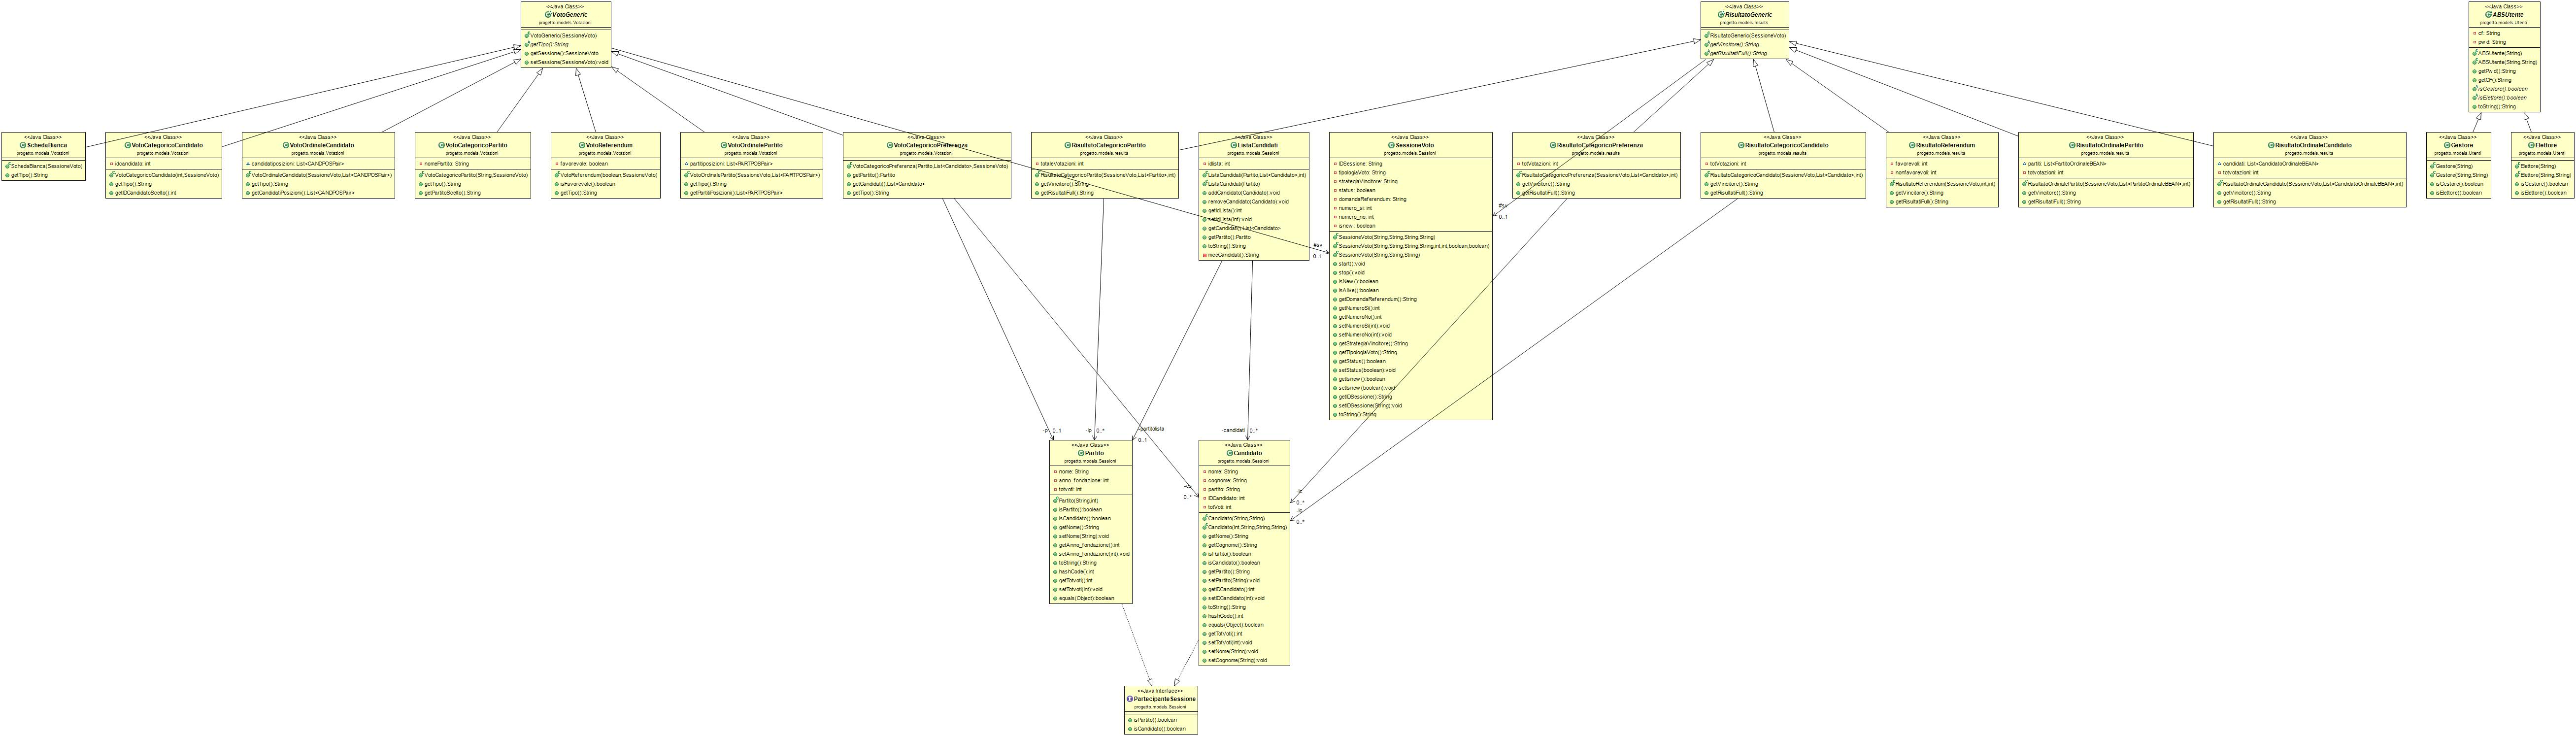 <<Java Class>>
VotoGeneric
progetto.models.Votazioni
VotoGeneric(SessioneVoto)
getTipo():String
getSessione():SessioneVoto
setSessione(SessioneVoto):void
<<Java Class>>
RisultatoGeneric
progetto.models.results
RisultatoGeneric(SessioneVoto)
getVincitore():String
getRisultatiFull():String
<<Java Class>>
ABSUtente
progetto.models.Utenti
cf: String
pwd: String
ABSUtente(String)
ABSUtente(String,String)
getPwd():String
getCF():String
isGestore():boolean
isElettore():boolean
toString():String
<<Java Class>>
SchedaBianca
progetto.models.Votazioni
SchedaBianca(SessioneVoto)
getTipo():String
<<Java Class>>
VotoCategoricoCandidato
progetto.models.Votazioni
idcandidato: int
VotoCategoricoCandidato(int,SessioneVoto)
getTipo():String
getIDCandidatoScelto():int
<<Java Class>>
VotoOrdinaleCandidato
progetto.models.Votazioni
candidatiposizioni: List<CANDPOSPair>
VotoOrdinaleCandidato(SessioneVoto,List<CANDPOSPair>)
getTipo():String
getCandidatiPosizioni():List<CANDPOSPair>
<<Java Class>>
VotoCategoricoPartito
progetto.models.Votazioni
nomePartito: String
VotoCategoricoPartito(String,SessioneVoto)
getTipo():String
getPartitoScelto():String
<<Java Class>>
VotoReferendum
progetto.models.Votazioni
favorevole: boolean
VotoReferendum(boolean,SessioneVoto)
isFavorevole():boolean
getTipo():String
<<Java Class>>
VotoOrdinalePartito
progetto.models.Votazioni
partitiposizioni: List<PARTPOSPair>
VotoOrdinalePartito(SessioneVoto,List<PARTPOSPair>)
getTipo():String
getPartitiPosizioni():List<PARTPOSPair>
<<Java Class>>
VotoCategoricoPreferenza
progetto.models.Votazioni
VotoCategoricoPreferenza(Partito,List<Candidato>,SessioneVoto)
getPartito():Partito
getCandidati():List<Candidato>
getTipo():String
<<Java Class>>
RisultatoCategoricoPartito
progetto.models.results
totaleVotazioni: int
RisultatoCategoricoPartito(SessioneVoto,List<Partito>,int)
getVincitore():String
getRisultatiFull():String
<<Java Class>>
ListaCandidati
progetto.models.Sessioni
idlista: int
ListaCandidati(Partito,List<Candidato>,int)
ListaCandidati(Partito)
addCandidato(Candidato):void
removeCandidato(Candidato):void
getIdLista():int
setIdLista(int):void
getCandidati():List<Candidato>
getPartito():Partito
toString():String
niceCandidati():String
<<Java Class>>
SessioneVoto
progetto.models.Sessioni
IDSessione: String
tipologiaVoto: String
strategiaVincitore: String
status: boolean
domandaReferendum: String
numero_si: int
numero_no: int
isnew: boolean
SessioneVoto(String,String,String,String)
SessioneVoto(String,String,String,String,int,int,boolean,boolean)
SessioneVoto(String,String,String)
start():void
stop():void
isNew():boolean
isAlive():boolean
getDomandaReferendum():String
getNumeroSi():int
getNumeroNo():int
setNumeroSi(int):void
setNumeroNo(int):void
getStrategiaVincitore():String
getTipologiaVoto():String
getStatus():boolean
setStatus(boolean):void
getIsnew():boolean
setIsnew(boolean):void
getIDSessione():String
setIDSessione(String):void
toString():String
<<Java Class>>
RisultatoCategoricoPreferenza
progetto.models.results
totVotazioni: int
RisultatoCategoricoPreferenza(SessioneVoto,List<Candidato>,int)
getVincitore():String
getRisultatiFull():String
<<Java Class>>
RisultatoCategoricoCandidato
progetto.models.results
totVotazioni: int
RisultatoCategoricoCandidato(SessioneVoto,List<Candidato>,int)
getVincitore():String
getRisultatiFull():String
<<Java Class>>
RisultatoReferendum
progetto.models.results
favorevoli: int
nonfavorevoli: int
RisultatoReferendum(SessioneVoto,int,int)
getVincitore():String
getRisultatiFull():String
<<Java Class>>
RisultatoOrdinalePartito
progetto.models.results
partiti: List<PartitoOrdinaleBEAN>
totvotazioni: int
RisultatoOrdinalePartito(SessioneVoto,List<PartitoOrdinaleBEAN>,int)
getVincitore():String
getRisultatiFull():String
<<Java Class>>
RisultatoOrdinaleCandidato
progetto.models.results
candidati: List<CandidatoOrdinaleBEAN>
totvotazioni: int
RisultatoOrdinaleCandidato(SessioneVoto,List<CandidatoOrdinaleBEAN>,int)
getVincitore():String
getRisultatiFull():String
<<Java Class>>
Gestore
progetto.models.Utenti
Gestore(String)
Gestore(String,String)
isGestore():boolean
isElettore():boolean
<<Java Class>>
Elettore
progetto.models.Utenti
Elettore(String)
Elettore(String,String)
isGestore():boolean
isElettore():boolean
#sv
0..1
#sv
0..1
-p
0..1
-lp
0..*
-partitolista
0..1
-candidati
0..*
0..*
-lc
0..*
-lc
0..*
<<Java Class>>
Partito
progetto.models.Sessioni
nome: String
anno_fondazione: int
totvoti: int
Partito(String,int)
isPartito():boolean
isCandidato():boolean
getNome():String
setNome(String):void
getAnno_fondazione():int
setAnno_fondazione(int):void
toString():String
hashCode():int
getTotvoti():int
setTotvoti(int):void
equals(Object):boolean
<<Java Class>>
Candidato
progetto.models.Sessioni
nome: String
cognome: String
partito: String
IDCandidato: int
totVoti: int
Candidato(String,String)
Candidato(int,String,String,String)
getNome():String
getCognome():String
isPartito():boolean
isCandidato():boolean
getPartito():String
setPartito(String):void
getIDCandidato():int
setIDCandidato(int):void
toString():String
hashCode():int
equals(Object):boolean
getTotVoti():int
setTotVoti(int):void
setNome(String):void
setCognome(String):void
<<Java Interface>>
PartecipanteSessione
progetto.models.Sessioni
isPartito():boolean
isCandidato():boolean